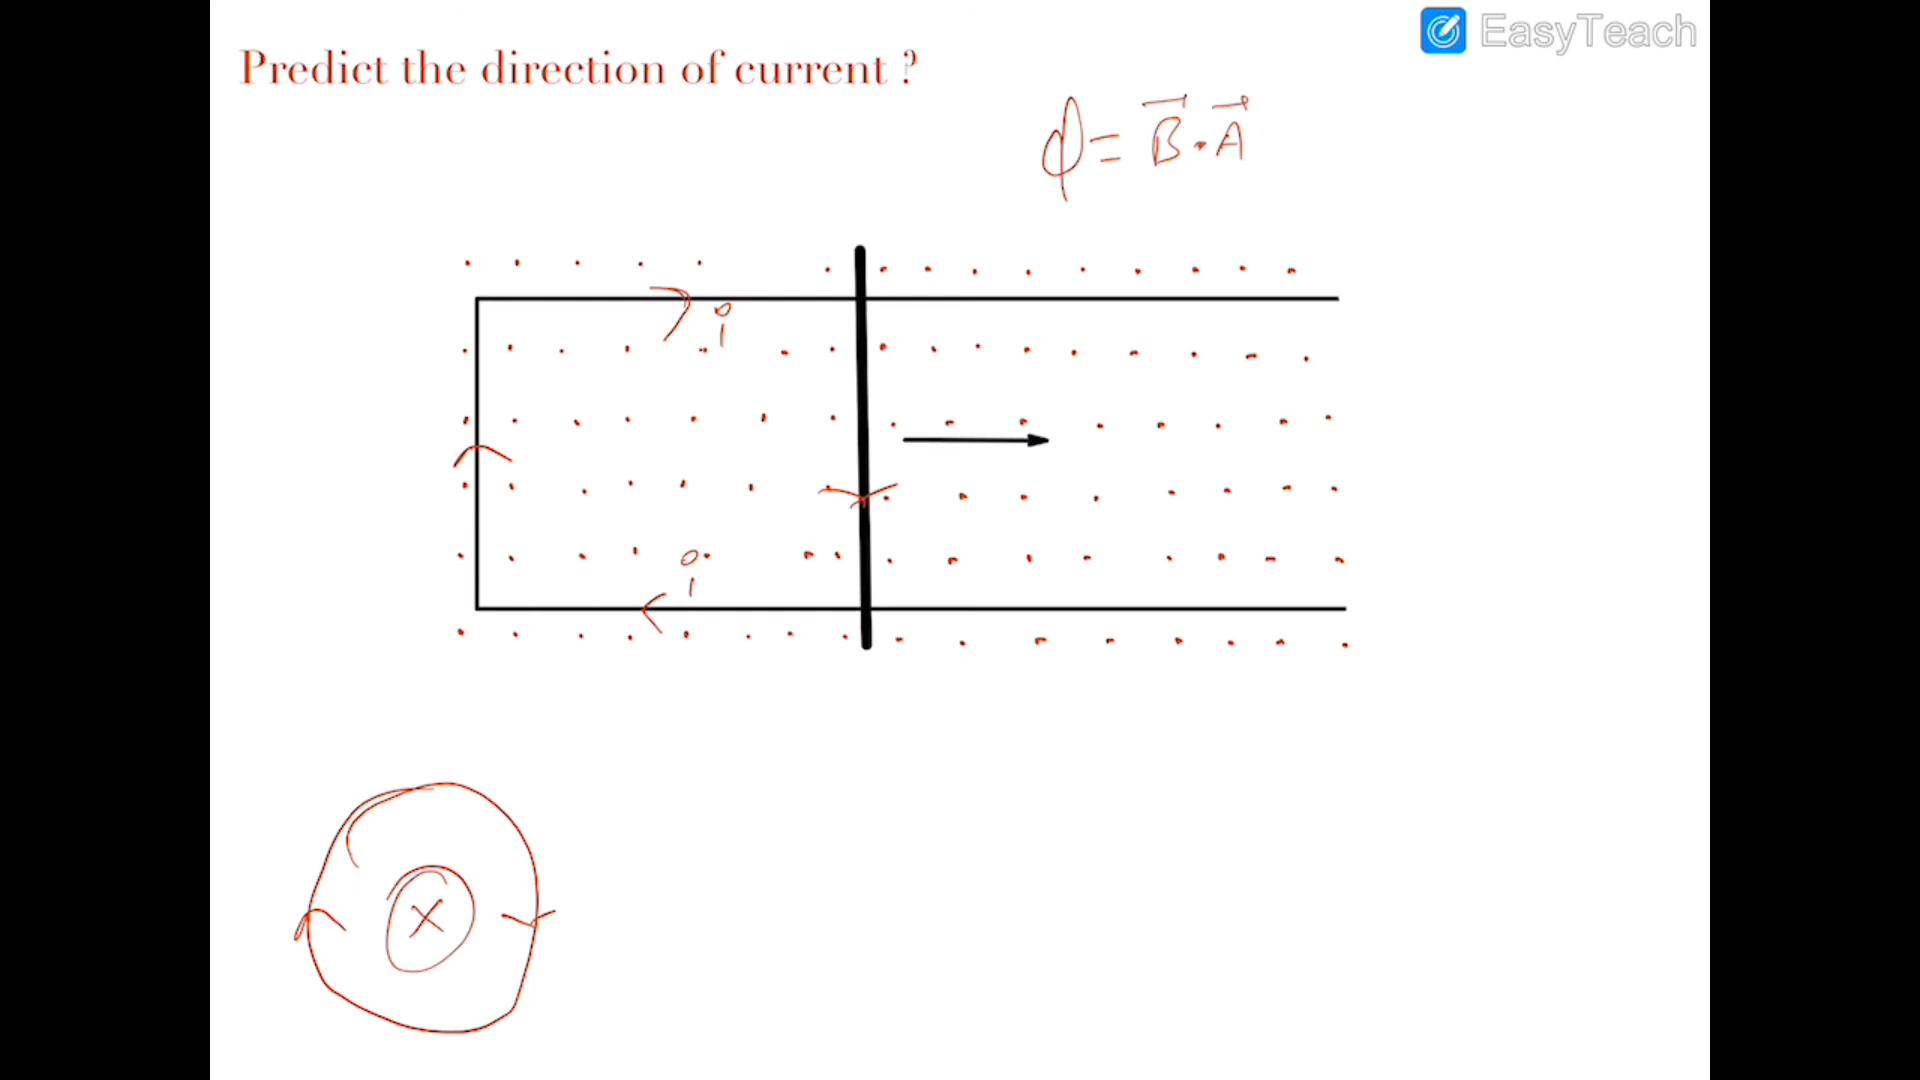 EasyTeach
Predict the direction of current ?
ϕ = B⃗ . A⃗
i
i
X